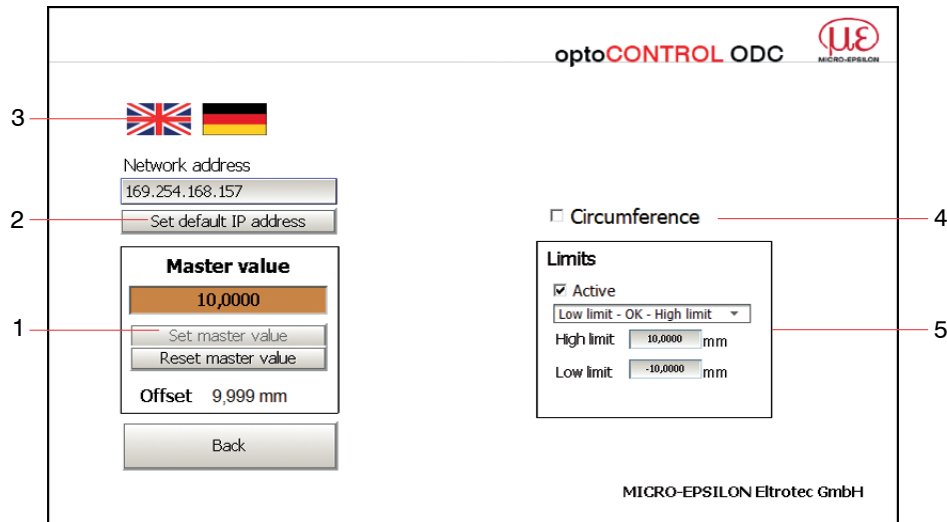 optoCONTROL ODC
με
MICRO-EPSILON
3
Network address
169.254.168.157
2
Set default IP address
Circumference
4
Master value
10,0000
1
Set master value
Reset master value
Offset 9,999 mm
Back
Limits
Active
Low limit - OK - High limit
High limit 10,0000 mm
Low limit -10,0000 mm
5
MICRO-EPSILON Eltrotec GmbH